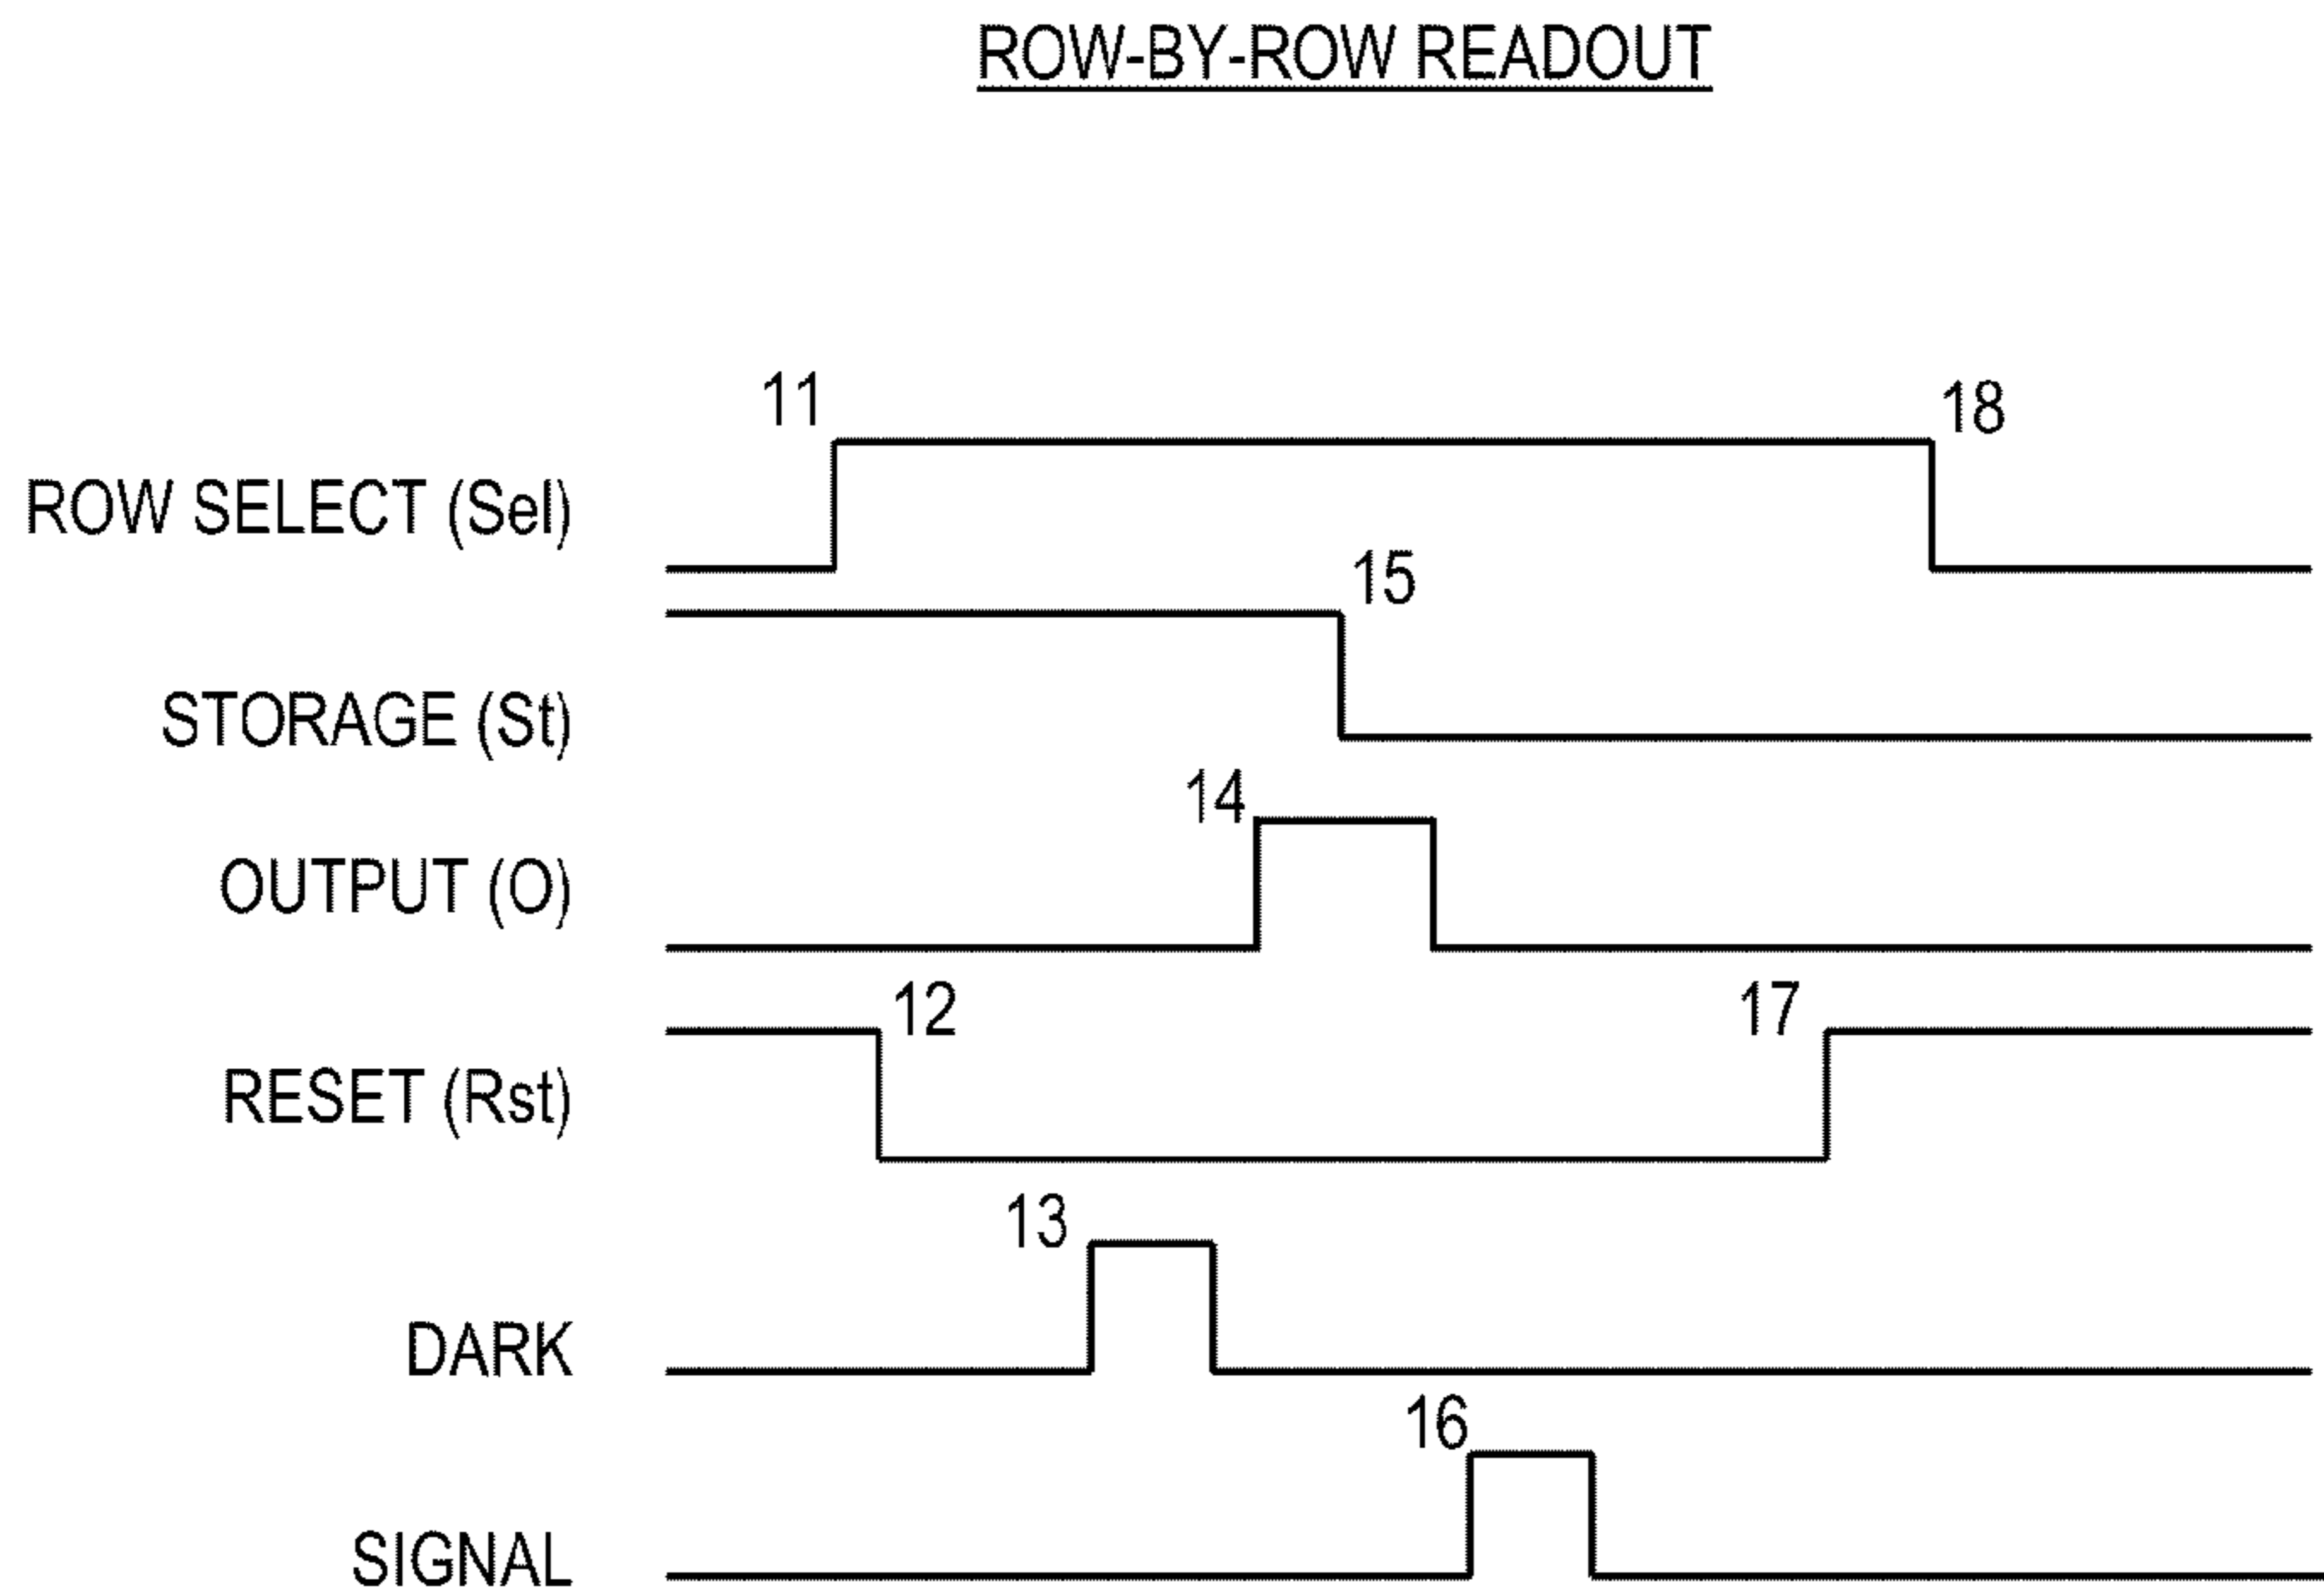 ROW-BY-ROW READOUT
11
18
ROW SELECT (Sel)
15
STORAGE (St)
14
OUTPUT (O)
12
17
RESET (Rst)
13
DARK
16
SIGNAL